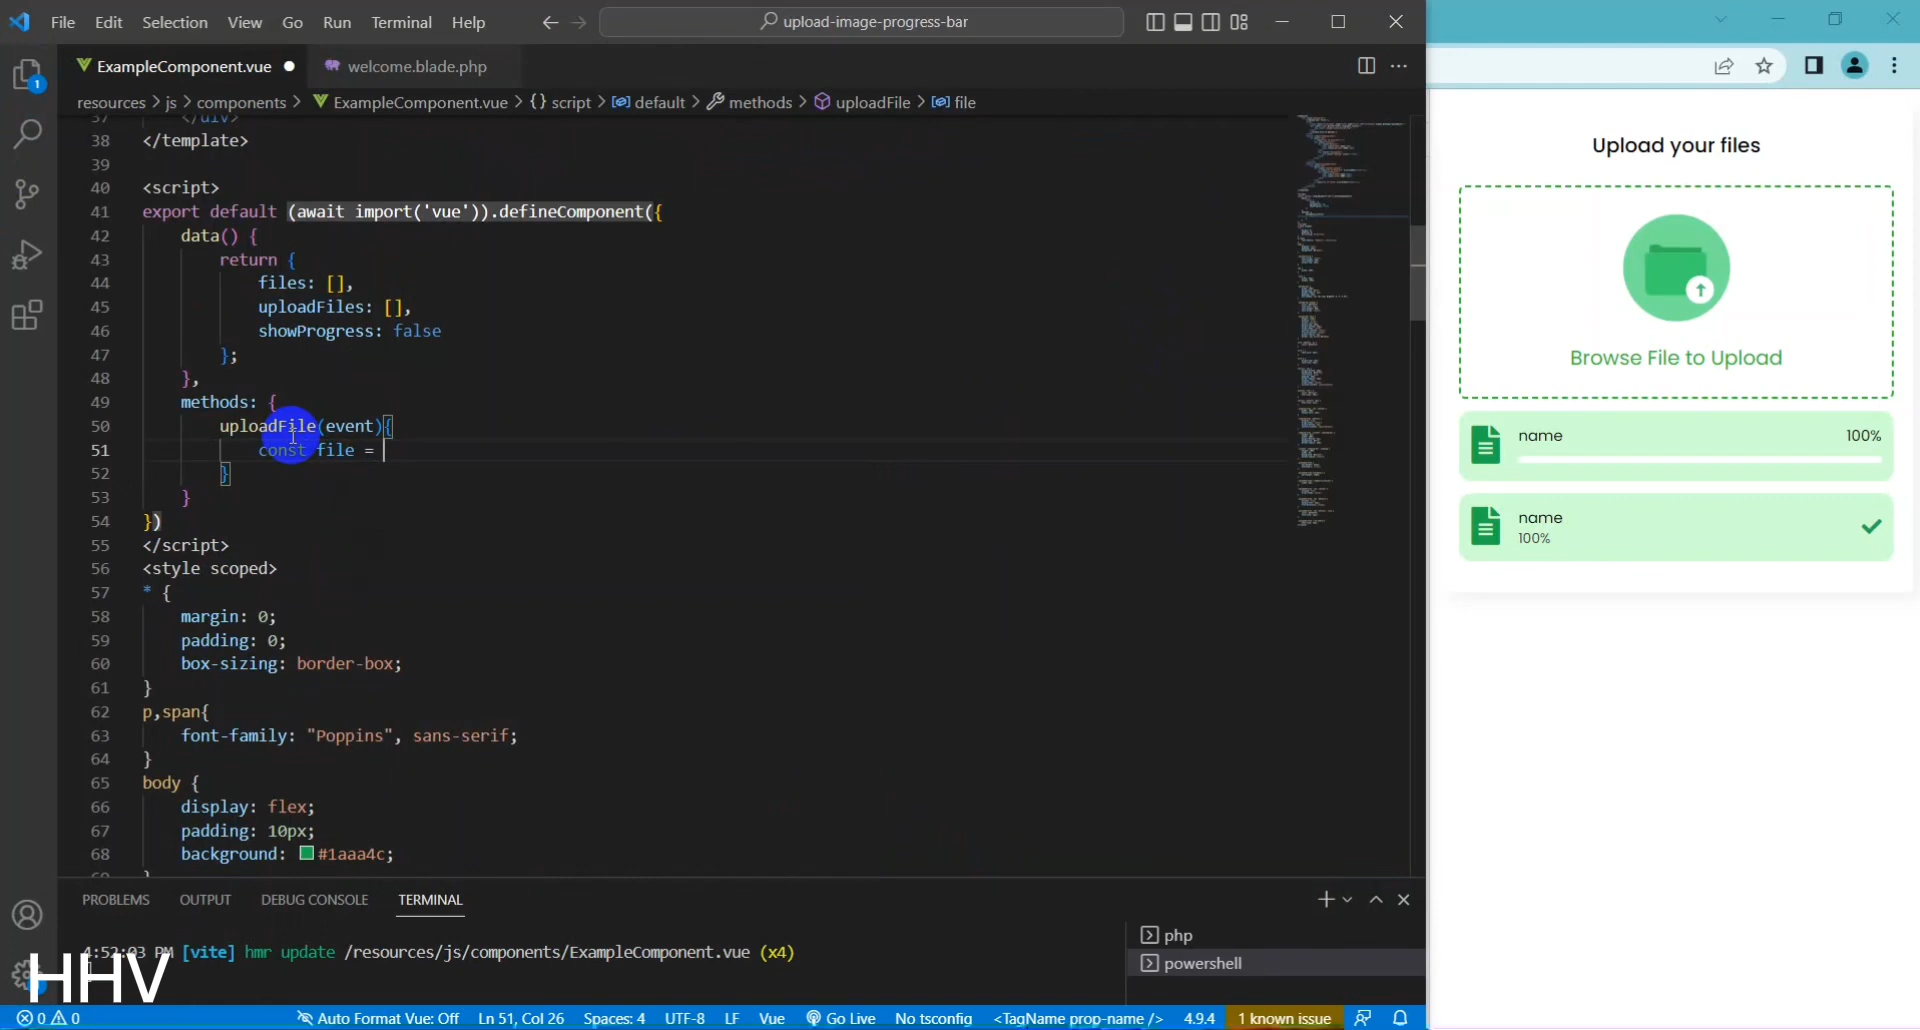 File Edit Selection View Go Run Terminal Help
upload-image-progress-bar
ExampleComponent.vue
welcome.blade.php
resources > js > components > ExampleComponent.vue > {} script > default > methods > uploadFile > file
37 </div>
38 </template>
39
40 <script>
41 export default (await import('vue')).defineComponent({
42 data() {
43 return {
44 files: [],
45 uploadFiles: [],
46 showProgress: false
47 };
48 },
49 methods: {
50 uploadFile(event){
51 const file =
52 }
53 }
54 })
55 </script>
56 <style scoped>
57 * {
58 margin: 0;
59 padding: 0;
60 box-sizing: border-box;
61 }
62 p,span{
63 font-family: "Poppins", sans-serif;
64 }
65 body {
66 display: flex;
67 padding: 10px;
68 background: #1aaa4c;
69 }
PROBLEMS OUTPUT DEBUG CONSOLE TERMINAL
4:52:03 PM [vite] hmr update /resources/js/components/ExampleComponent.vue (x4)
php
powershell
HHV
1
0 0
Auto Format Vue: Off Ln 51, Col 26 Spaces: 4 UTF-8 LF Vue Go Live No tsconfig <TagName prop-name /> 4.9.4 1 known issue
Upload your files
Browse File to Upload
name 100%
name
100%